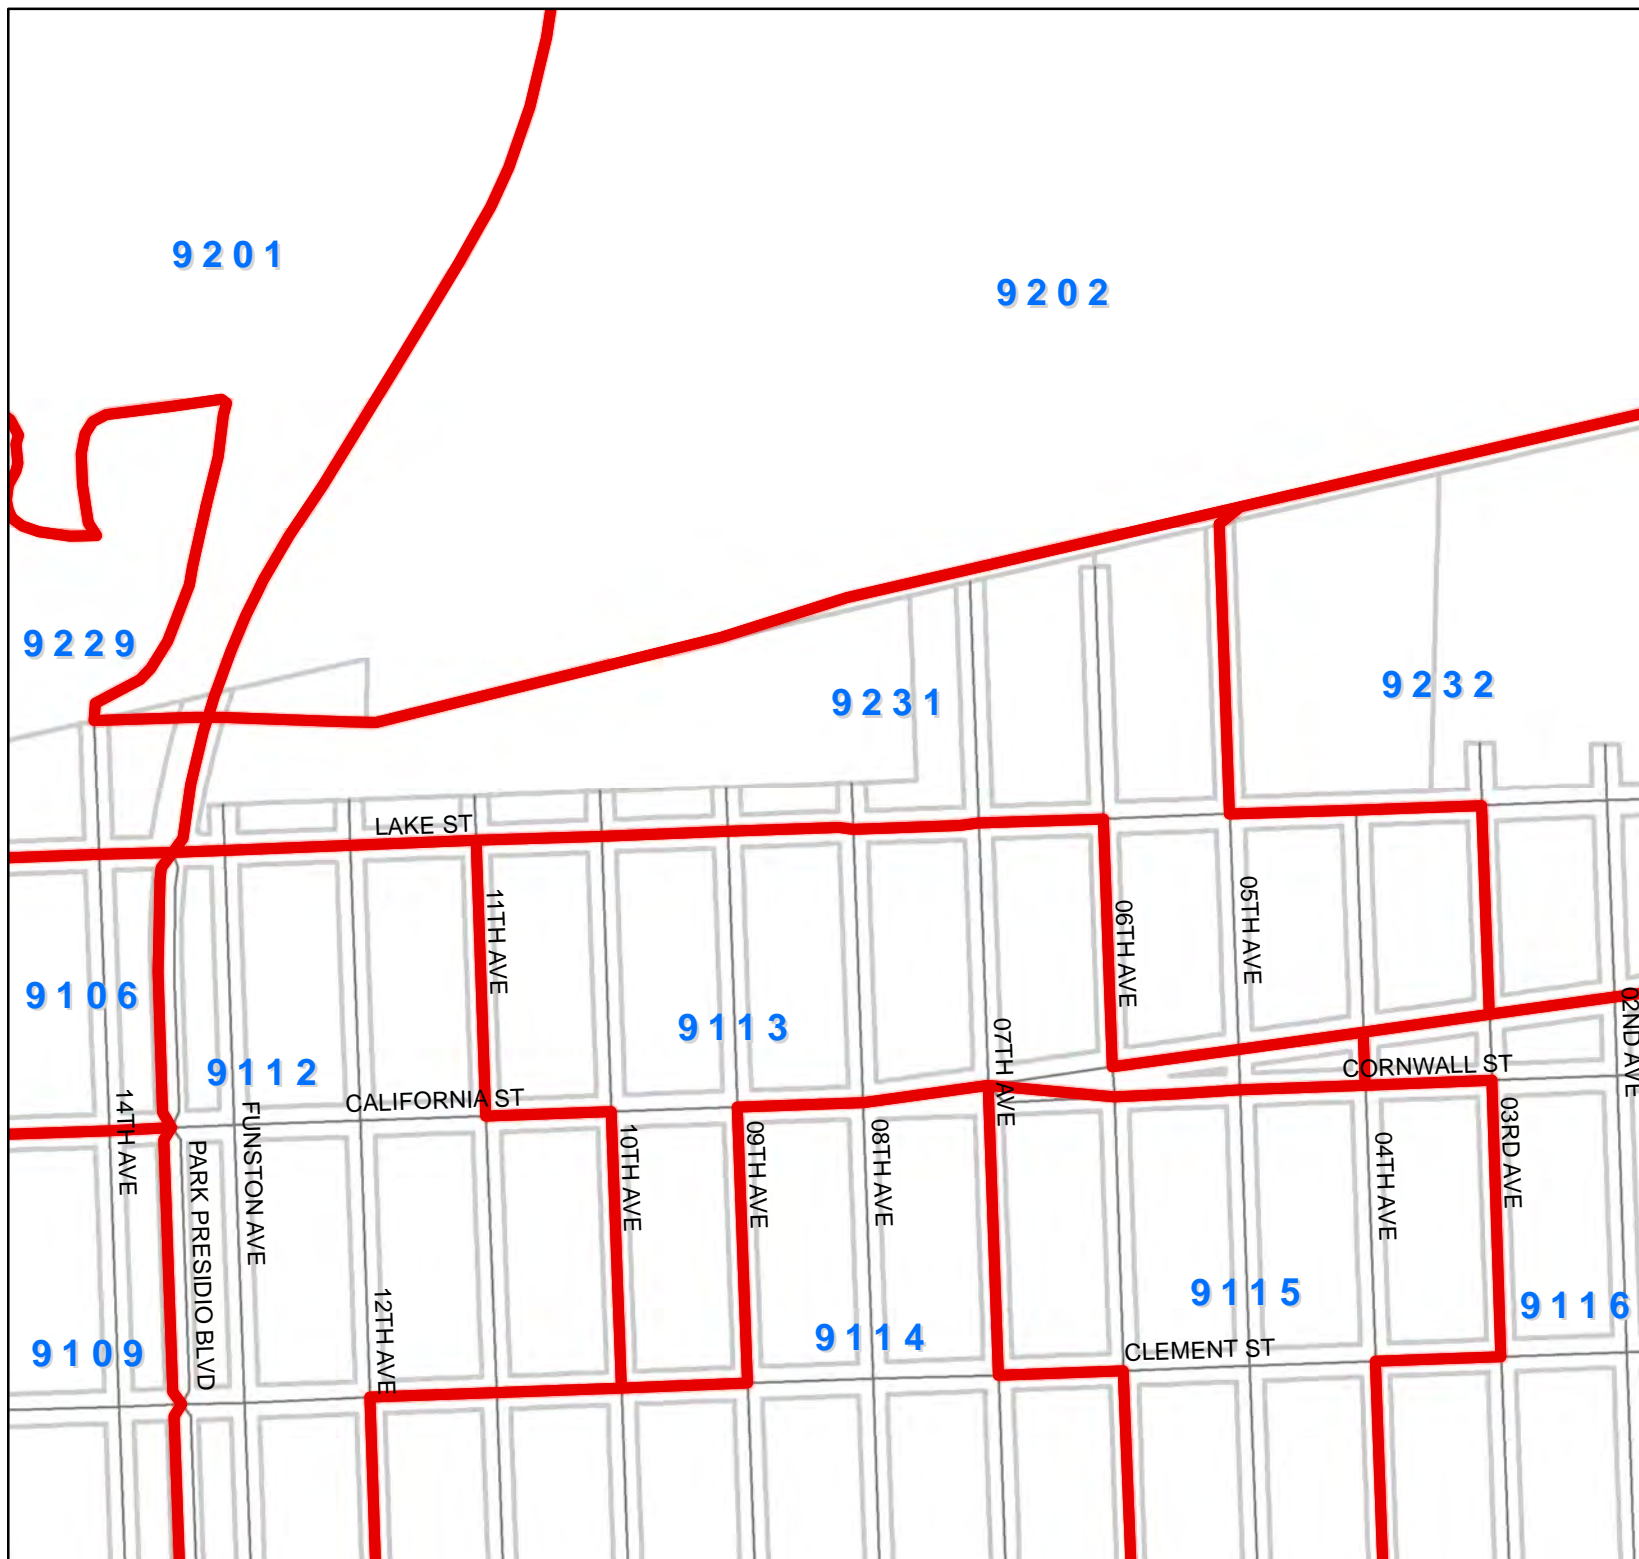 9201
9202
9229
9231
9232
LAKE ST
11TH AVE
06TH AVE
05TH AVE
9106
9113
9112
02ND AVE
07TH AVE
CORNWALL ST
CALIFORNIA ST
14TH AVE
PARK PRESIDIO BLVD
FUNSTON AVE
10TH AVE
09TH AVE
08TH AVE
04TH AVE
03RD AVE
12TH AVE
9115
9116
9114
9109
CLEMENT ST